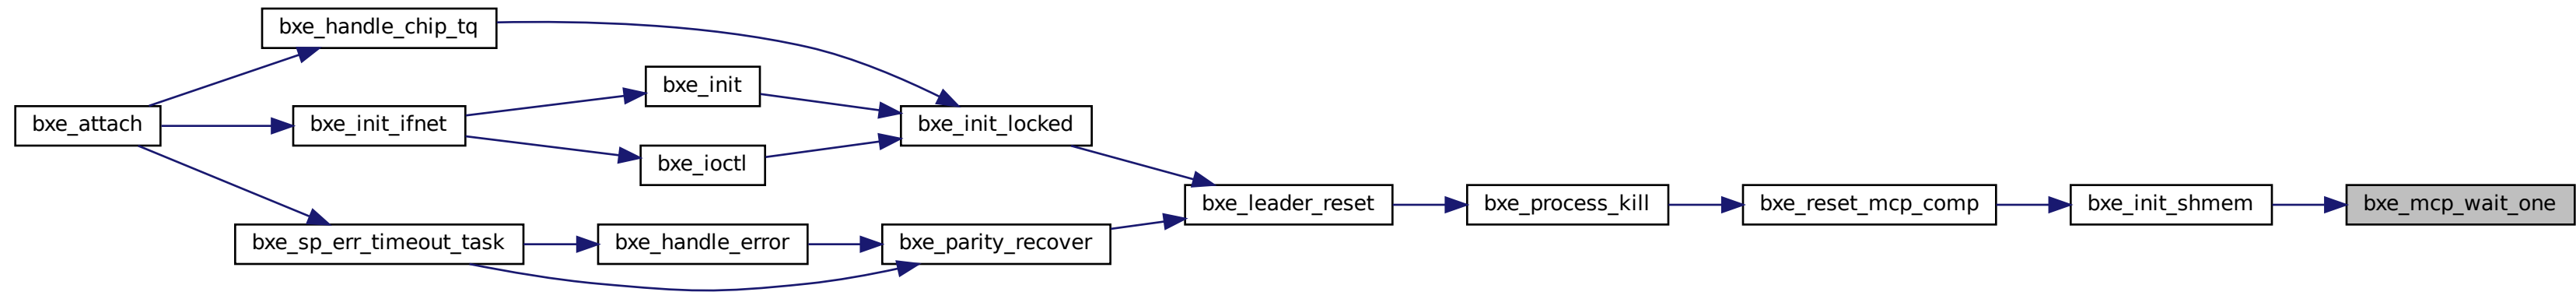 bxe_handle_chip_tq
bxe_init
bxe_attach
bxe_init_ifnet
bxe_init_locked
bxe_ioctl
bxe_leader_reset
bxe_process_kill
bxe_reset_mcp_comp
bxe_init_shmem
bxe_mcp_wait_one
bxe_sp_err_timeout_task
bxe_handle_error
bxe_parity_recover